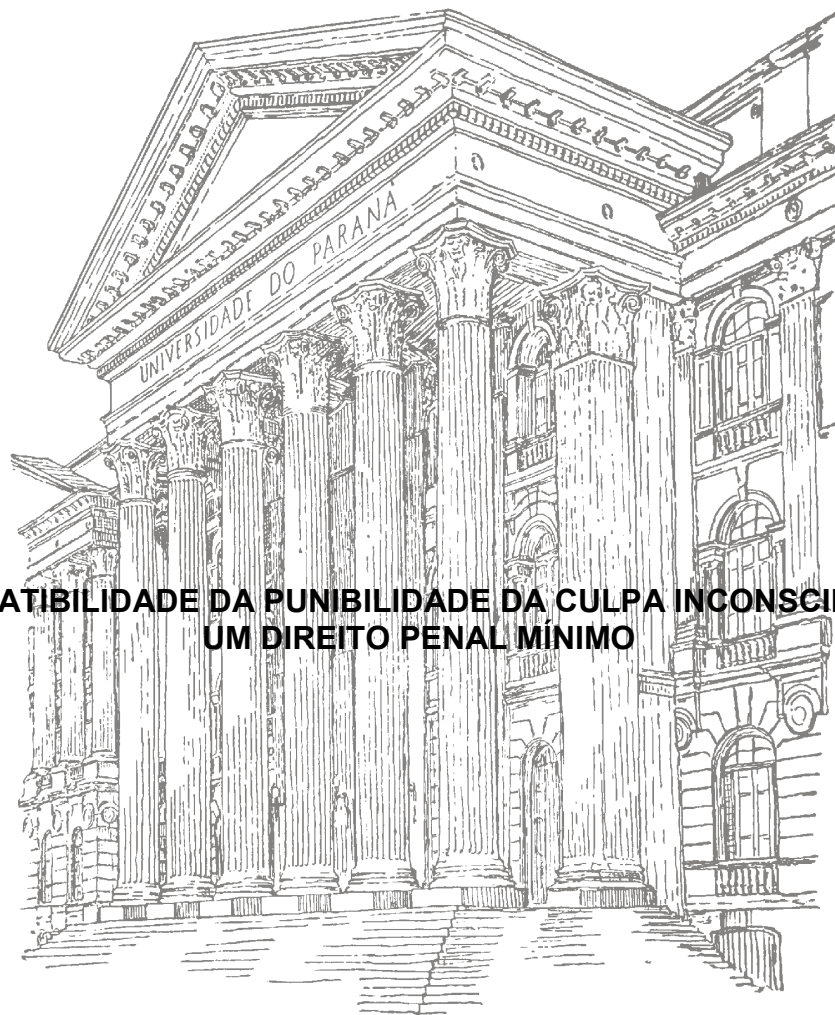 UNIVERSIDADE DO PARANÁ
ATIBILIDADE DA PUNIBILIDADE DA CULPA INCONSCI
UM DIREITO PENAL MÍNIMO